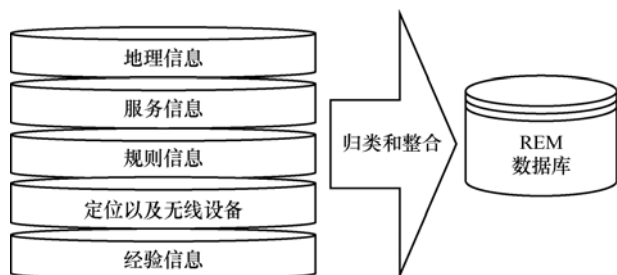 地理信息
服务信息
规则信息
定位以及无线设备
经验信息
归类和整合
REM
数据库